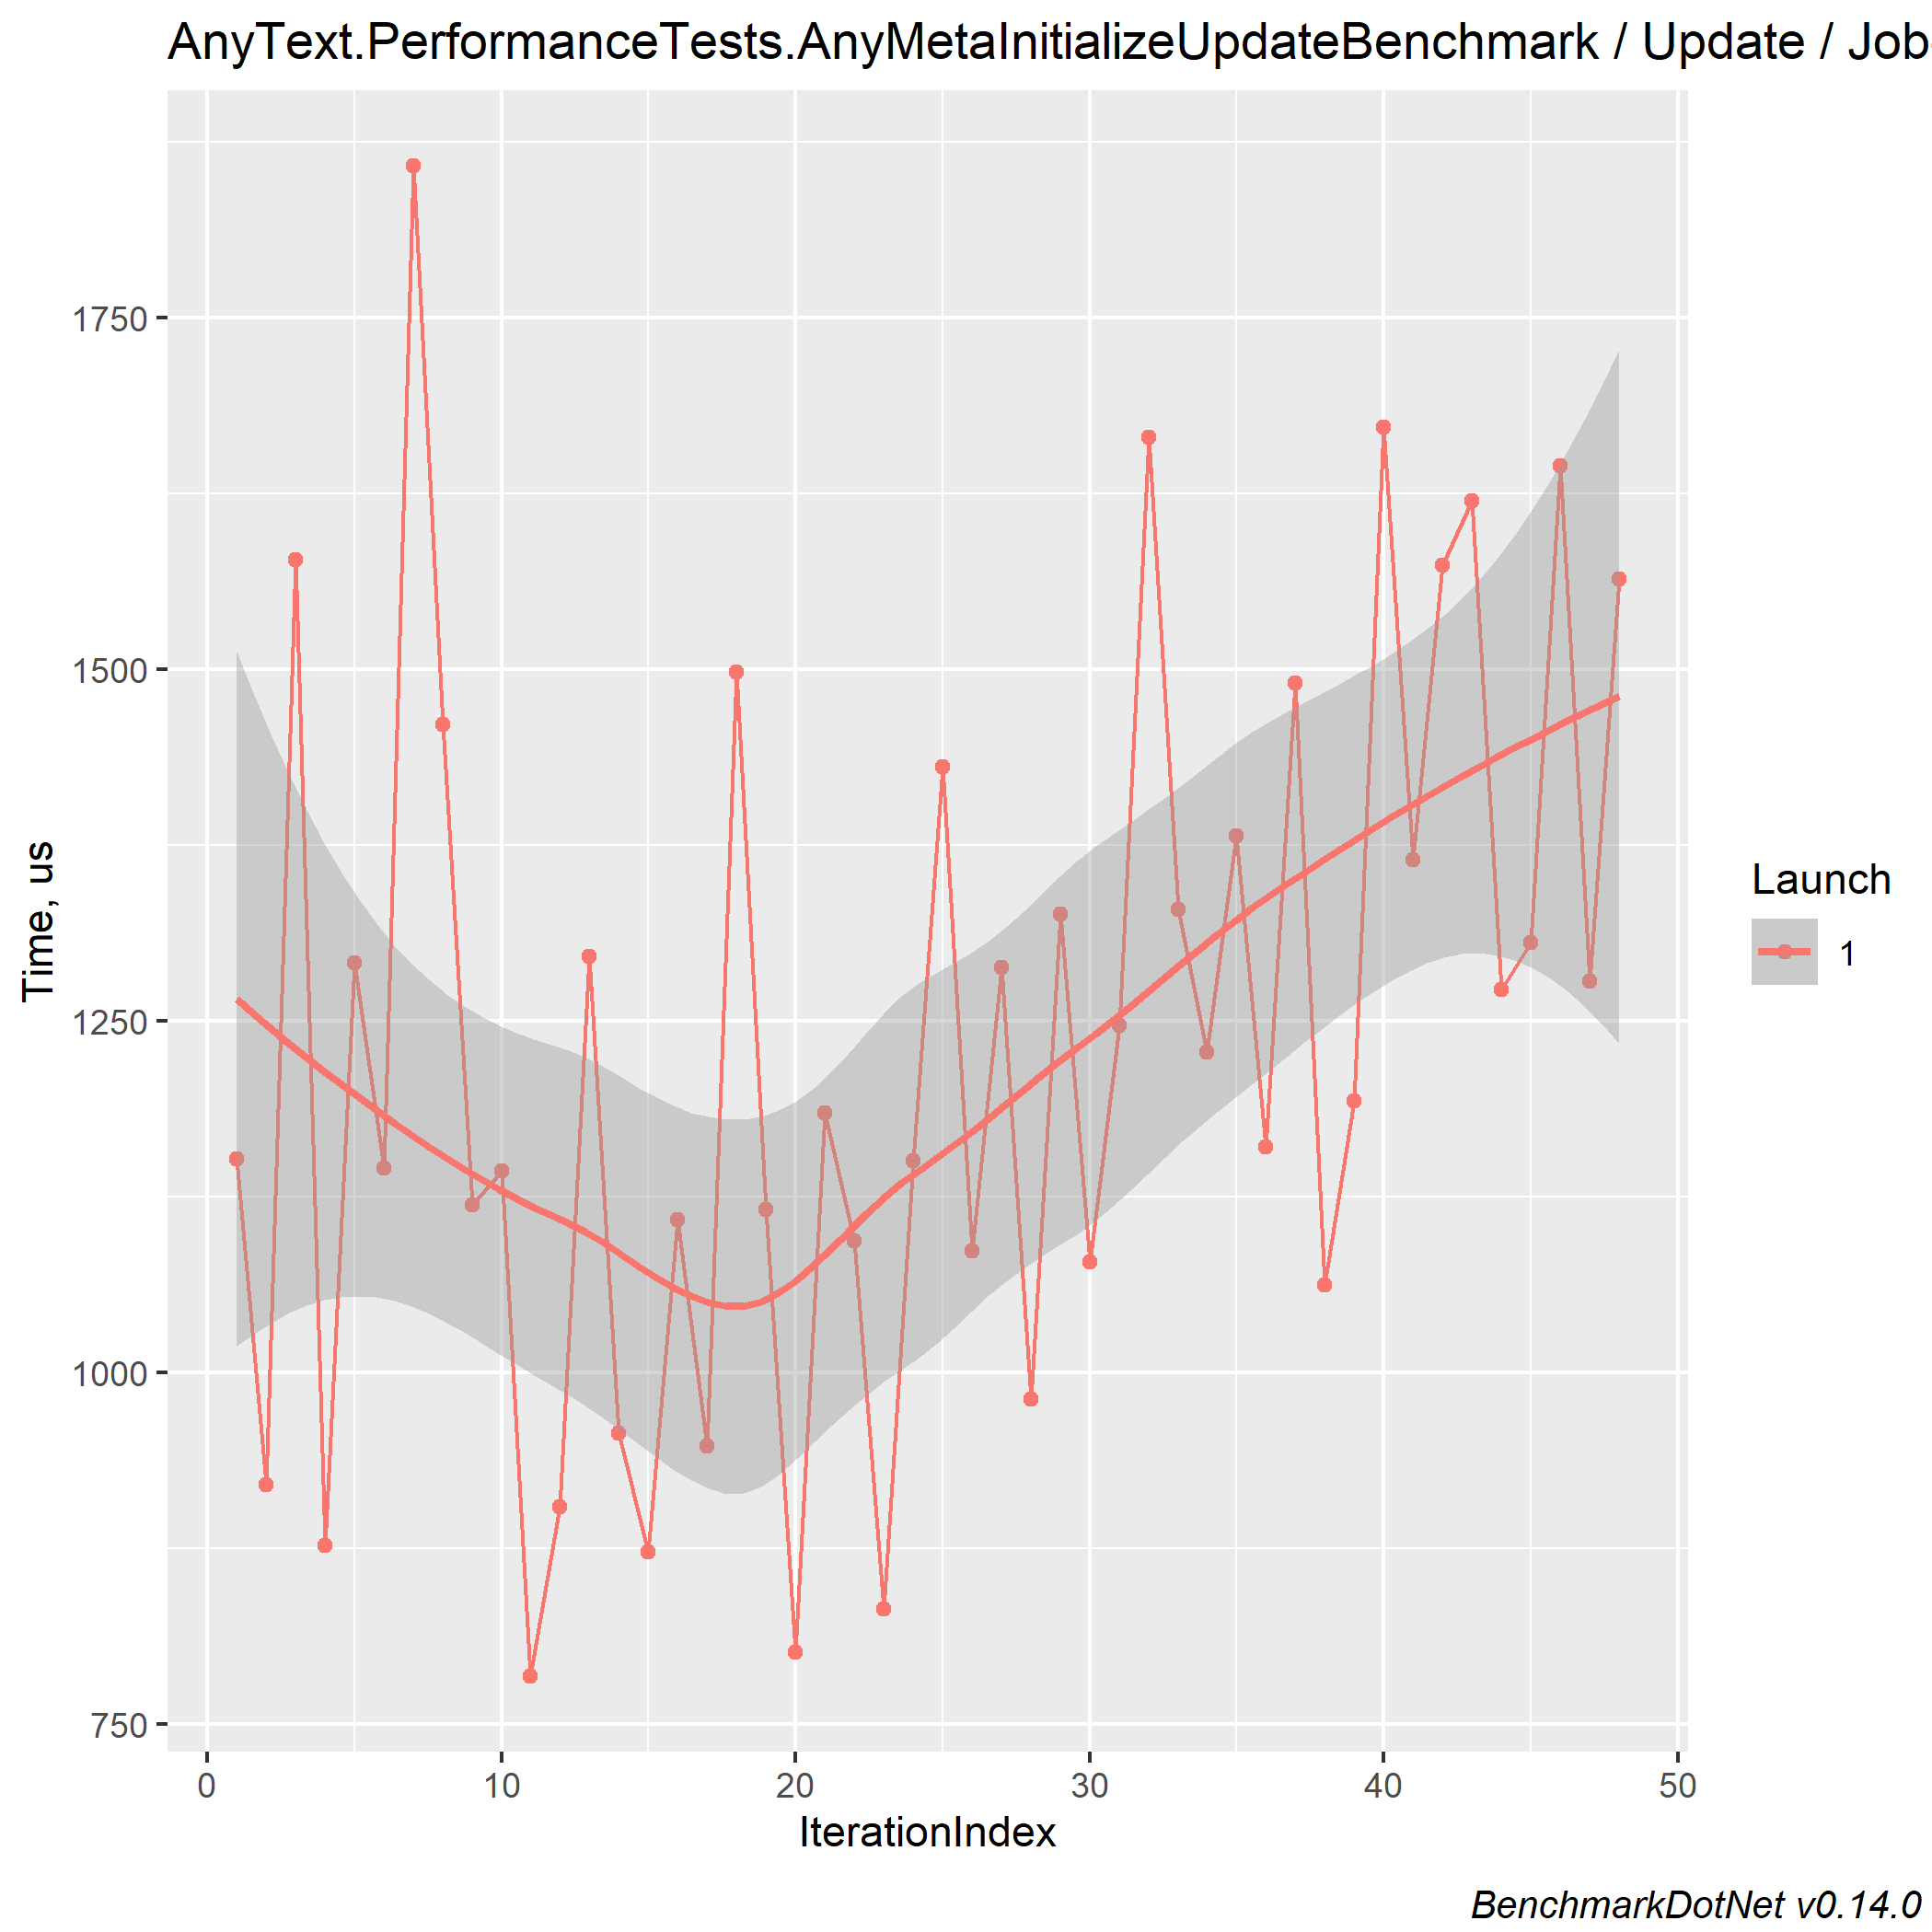 AnyText.PerformanceTests.AnyMetaInitializeUpdateBenchmark / Update / Job
Time, us
1750
1500
1250
1000
750
0 10 20 30 40 50
IterationIndex
Launch
1
BenchmarkDotNet v0.14.0